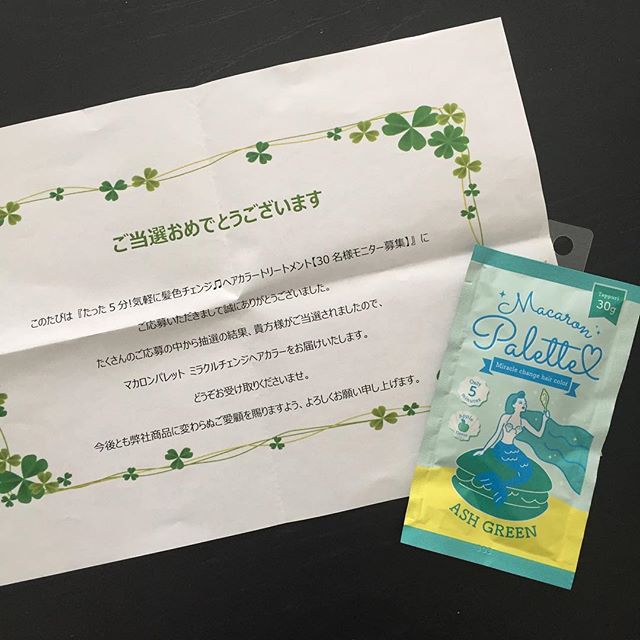 ご当選おめでとうございます
このたびは『たった5分!気軽に髪色チェンジ♫ヘアカラートリートメント【30名様モニター募集】』に
ご応募いただきまして誠にありがとうございました。
たくさんのご応募の中から抽選の結果、貴方様がご当選されましたので、
マカロンパレット ミラクルチェンジヘアカラーをお届けいたします。
どうぞお受け取りくださいませ。
今後とも弊社商品に変わらぬご愛顧を賜りますよう、よろしくお願い申し上げます。
Tappuri
30g
Macaron
Palette
Miracle change hair color
Only
5
minutes
ASH GREEN